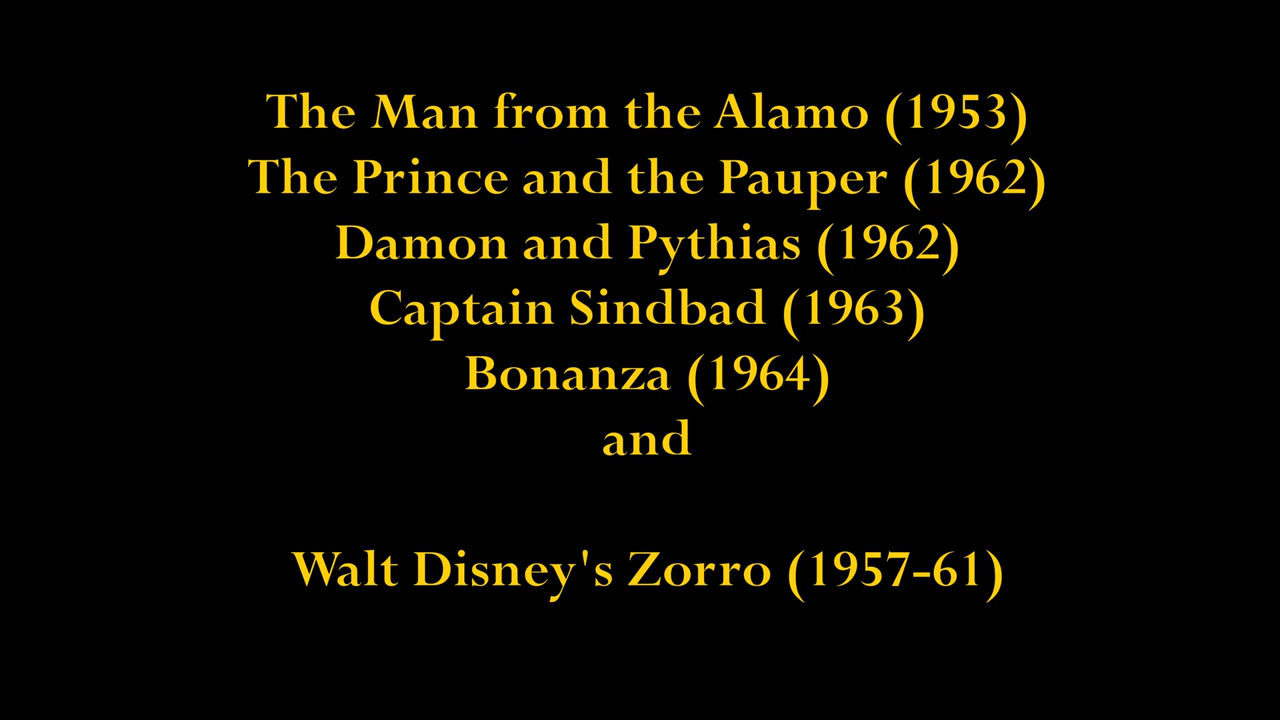 The Man from the Alamo (1953)
The Prince and the Pauper (1962)
Damon and Pythias (1962)
Captain Sindbad (1963)
Bonanza (1964)
and
Walt Disney's Zorro (1957-61)